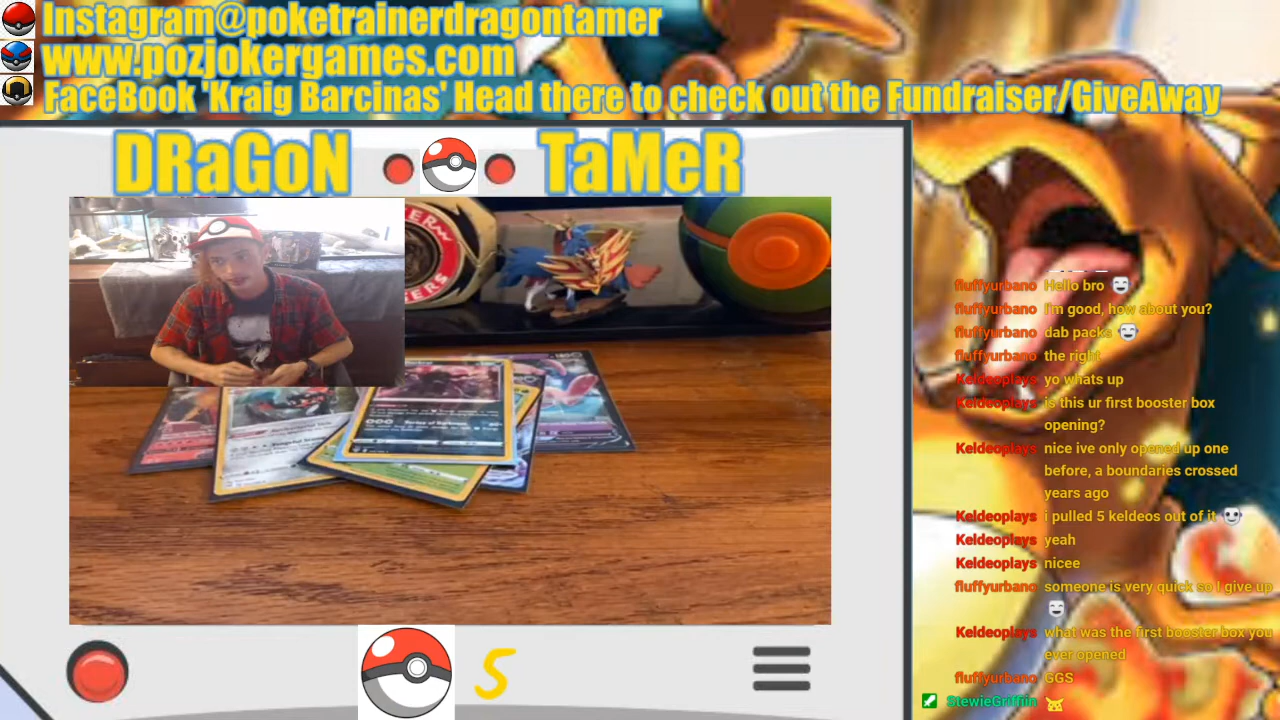 Instagram@poketrainerdragontamer
www.pozjokergames.com
FaceBook 'Kraig Barcinas' Head there to check out the Fundraiser/GiveAway
DRaGoN TaMeR
fluffyurbano Hello bro
fluffyurbano I'm good, how about you?
fluffyurbano dab packs
fluffyurbano the right
Keldeoplays yo whats up
Keldeoplays is this ur first booster box
opening?
Keldeoplays nice ive only opened up one
before, a boundaries crossed
years ago
Keldeoplays i pulled 5 keldeos out of it
Keldeoplays yeah
Keldeoplays nicee
fluffyurbano someone is very quick so I give up
Keldeoplays what was the first booster box you
ever opened
fluffyurbano GGS
StewieGriffiin
S